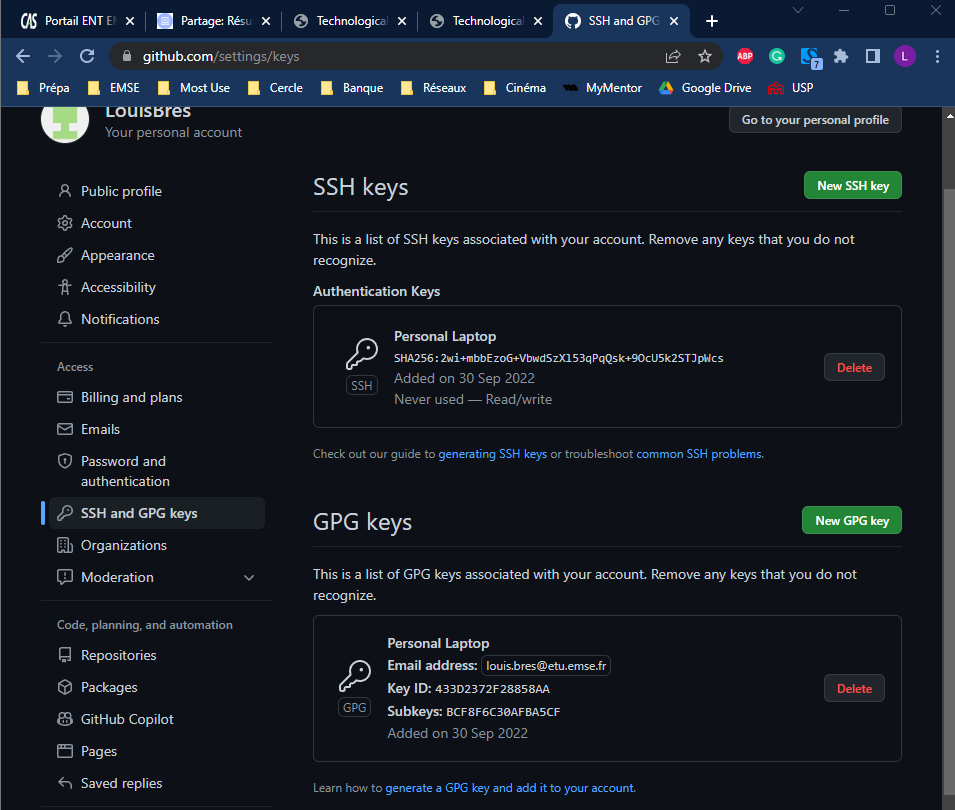 CAS Portail ENT EM
Partage: Résu
Technological
Technological
SSH and GPG
github.com/settings/keys
ABP
G
7
L
Prépa
EMSE
Most Use
Cercle
Banque
Réseaux
Cinéma
MyMentor
Google Drive
USP
LouisBres
Your personal account
Go to your personal profile
Public profile
Account
Appearance
Accessibility
Notifications
Access
Billing and plans
Emails
Password and
authentication
SSH and GPG keys
Organizations
Moderation
Code, planning, and automation
Repositories
Packages
GitHub Copilot
Pages
Saved replies
SSH keys
New SSH key
This is a list of SSH keys associated with your account. Remove any keys that you do not
recognize.
Authentication Keys
SSH
Personal Laptop
SHA256:2wi+mbbEzoG+VbwdSzXl53qPqQsk+9OcU5k2STJpWcs
Added on 30 Sep 2022
Never used — Read/write
Delete
Check out our guide to generating SSH keys or troubleshoot common SSH problems.
GPG keys
New GPG key
This is a list of GPG keys associated with your account. Remove any keys that you do not
recognize.
GPG
Personal Laptop
Email address: louis.bres@etu.emse.fr
Key ID: 433D2372F28858AA
Subkeys: BCF8F6C30AFBA5CF
Added on 30 Sep 2022
Delete
Learn how to generate a GPG key and add it to your account.